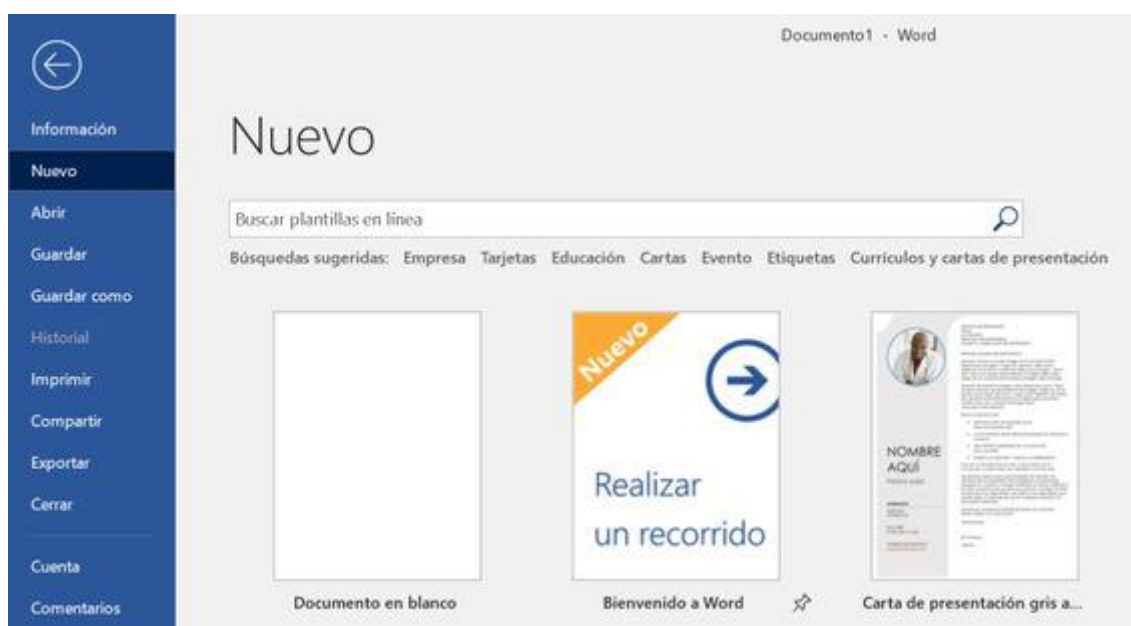 Documento1 - Word
Información
Nuevo
Abrir
Guardar
Guardar como
Historial
Imprimir
Compartir
Exportar
Cerrar
Cuenta
Comentarios
Nuevo
Buscar plantillas en línea
Búsquedas sugeridas: Empresa Tarjetas Educación Cartas Evento Etiquetas Currículos y cartas de presentación
Nuevo
Realizar
un recorrido
NOMBRE
AQUÍ
Documento en blanco
Bienvenido a Word
Carta de presentación gris a...